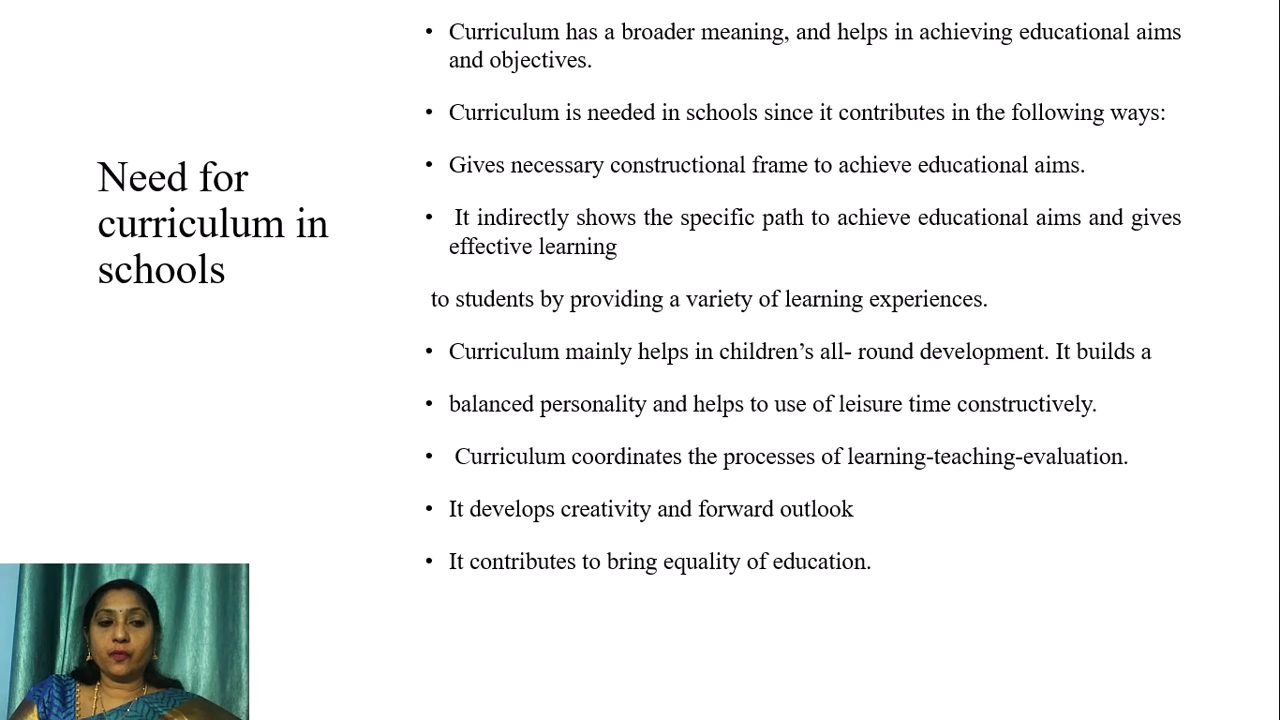 Need for
curriculum in
schools
• Curriculum has a broader meaning, and helps in achieving educational aims
and objectives.
• Curriculum is needed in schools since it contributes in the following ways:
• Gives necessary constructional frame to achieve educational aims.
• It indirectly shows the specific path to achieve educational aims and gives
effective learning
to students by providing a variety of learning experiences.
• Curriculum mainly helps in children’s all- round development. It builds a
• balanced personality and helps to use of leisure time constructively.
• Curriculum coordinates the processes of learning-teaching-evaluation.
• It develops creativity and forward outlook
• It contributes to bring equality of education.